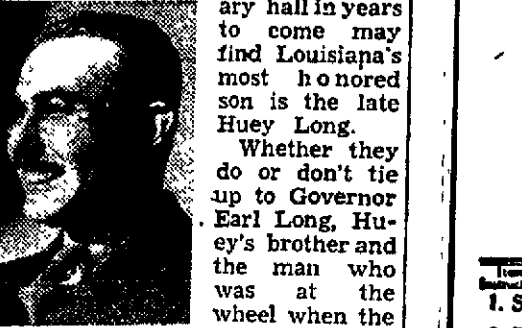 ary hall in years
to come may
find Louisiana's
most honored
son is the late
Huey Long.
Whether they
do or don't tie
up to Governor
Earl Long, Hu-
ey's brother and
the man who
was at the
wheel when the
1. S